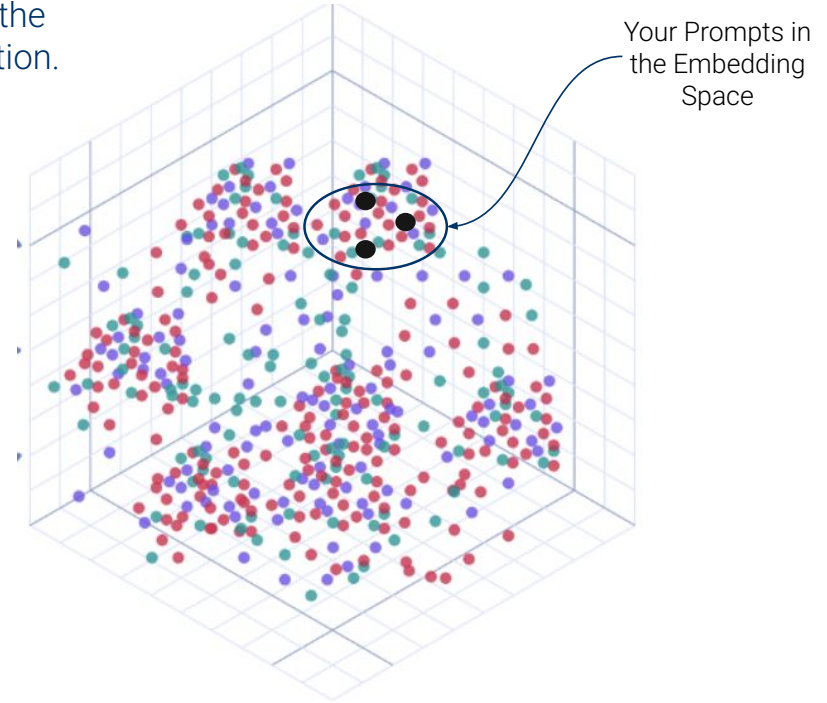 the
tion.
Your Prompts in
the Embedding
Space